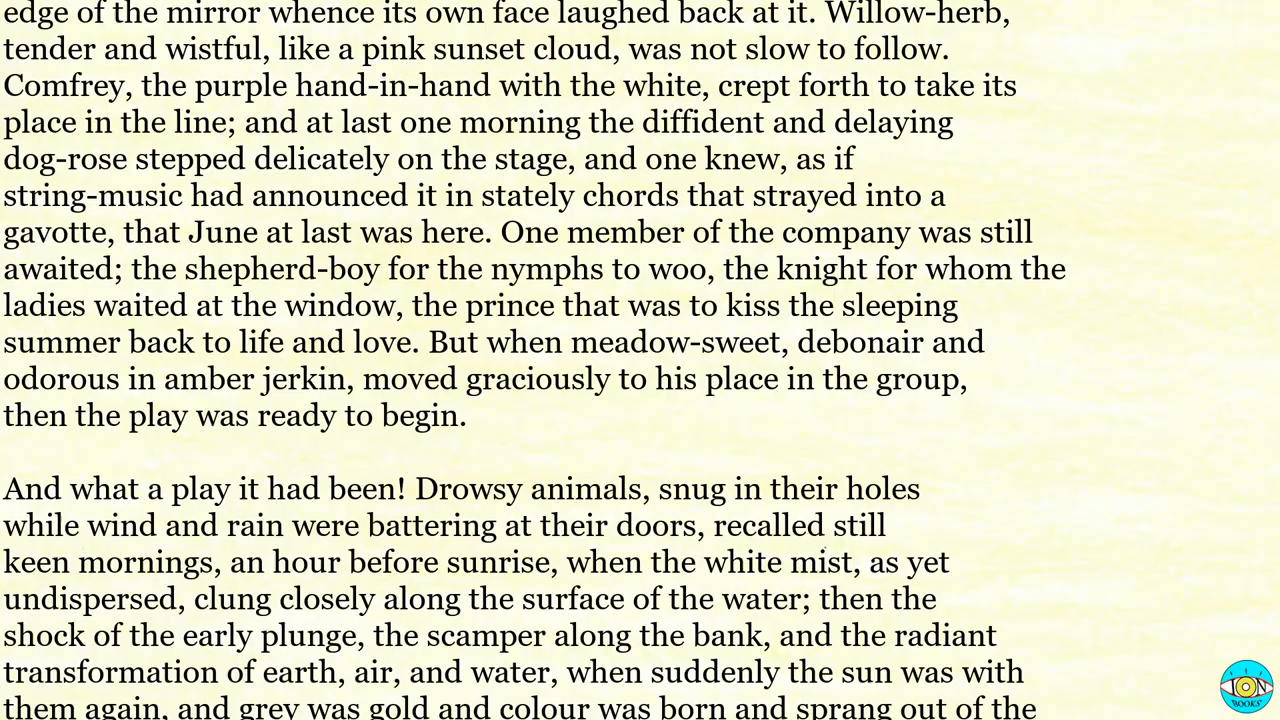 edge of the mirror whence its own face laughed back at it. Willow-herb,
tender and wistful, like a pink sunset cloud, was not slow to follow.
Comfrey, the purple hand-in-hand with the white, crept forth to take its
place in the line; and at last one morning the diffident and delaying
dog-rose stepped delicately on the stage, and one knew, as if
string-music had announced it in stately chords that strayed into a
gavotte, that June at last was here. One member of the company was still
awaited; the shepherd-boy for the nymphs to woo, the knight for whom the
ladies waited at the window, the prince that was to kiss the sleeping
summer back to life and love. But when meadow-sweet, debonair and
odorous in amber jerkin, moved graciously to his place in the group,
then the play was ready to begin.
And what a play it had been! Drowsy animals, snug in their holes
while wind and rain were battering at their doors, recalled still
keen mornings, an hour before sunrise, when the white mist, as yet
undispersed, clung closely along the surface of the water; then the
shock of the early plunge, the scamper along the bank, and the radiant
transformation of earth, air, and water, when suddenly the sun was with
them again, and grey was gold and colour was born and sprang out of the
ION
BOOKS